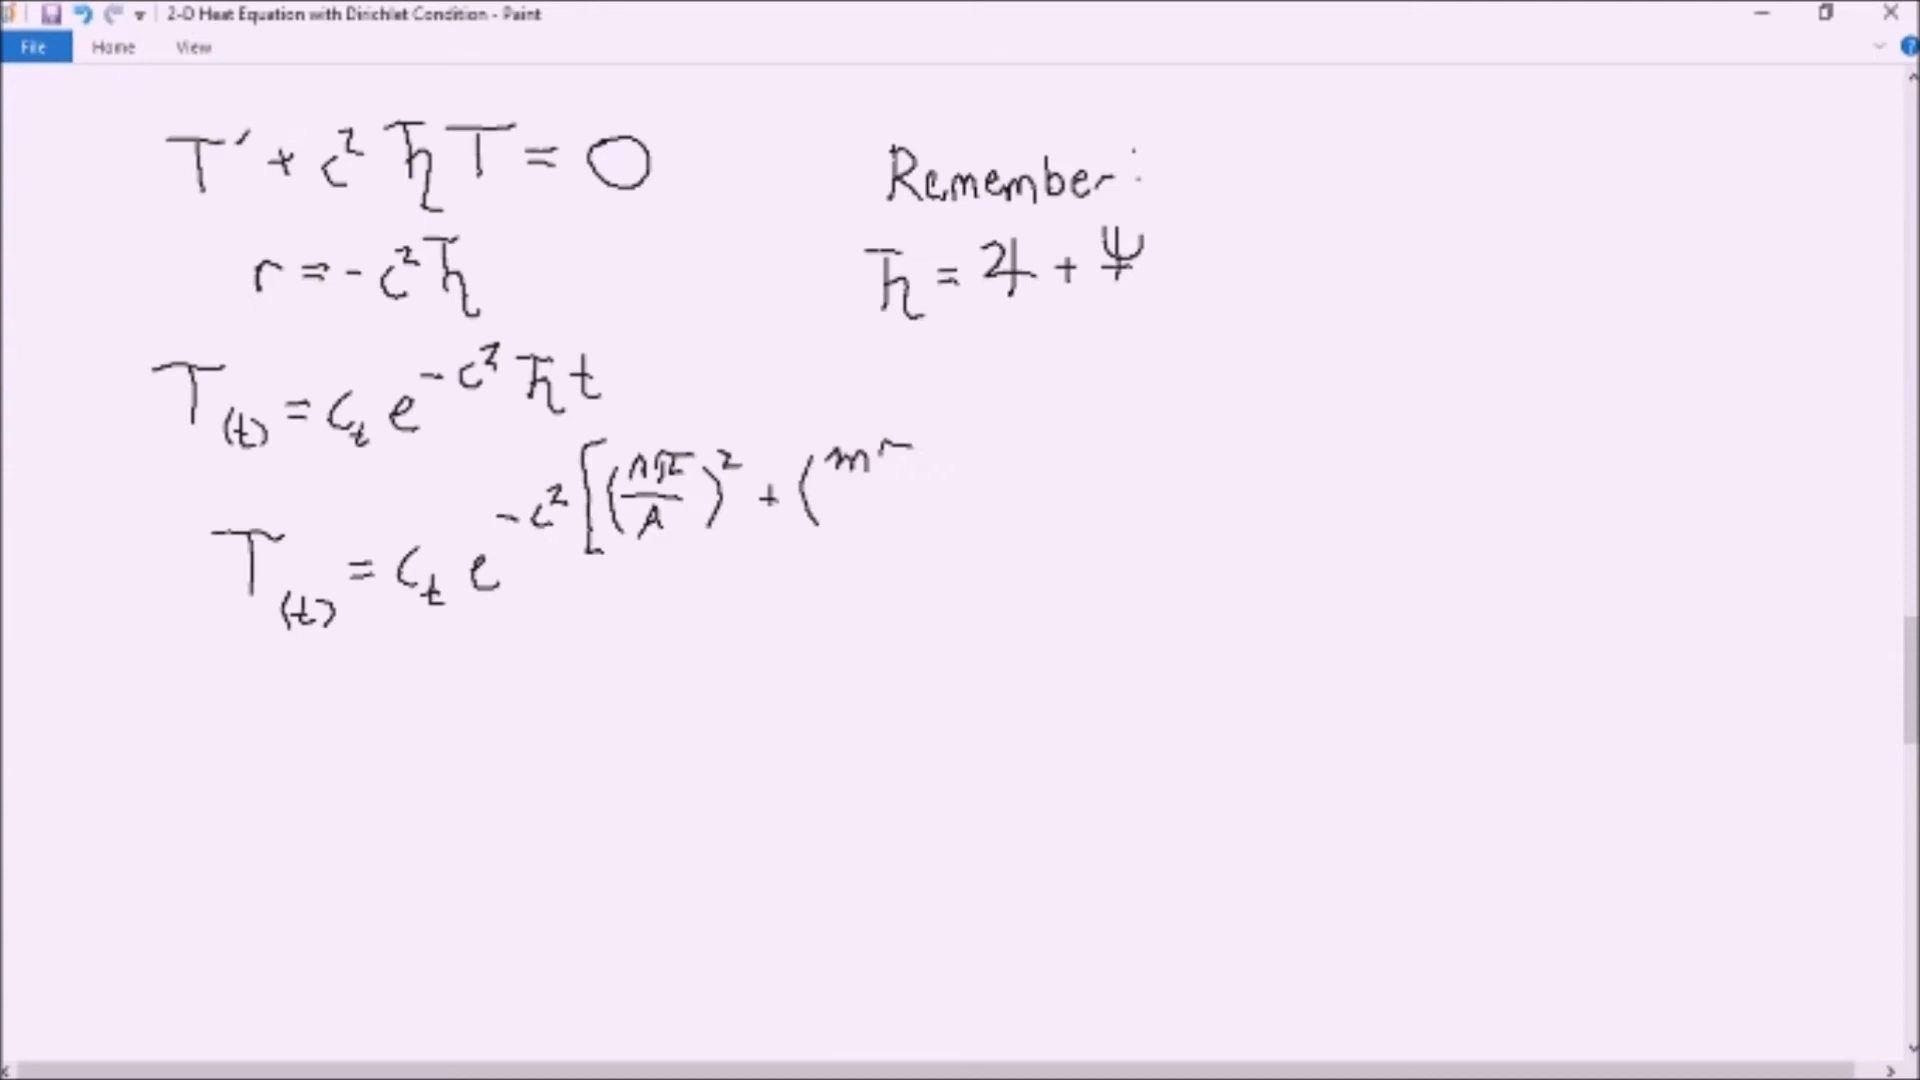 2-D Heat Equation with Dirichlet Condition - Paint
File Home View
T' + c² ♄ T = 0
Remember:
r = - c² ♄
♄ = ♃ + ♆
T(t) = Cₜ e^{-c² ♄ t}
T(t) = Cₜ e^{-c² [(nπ/A)² + (m